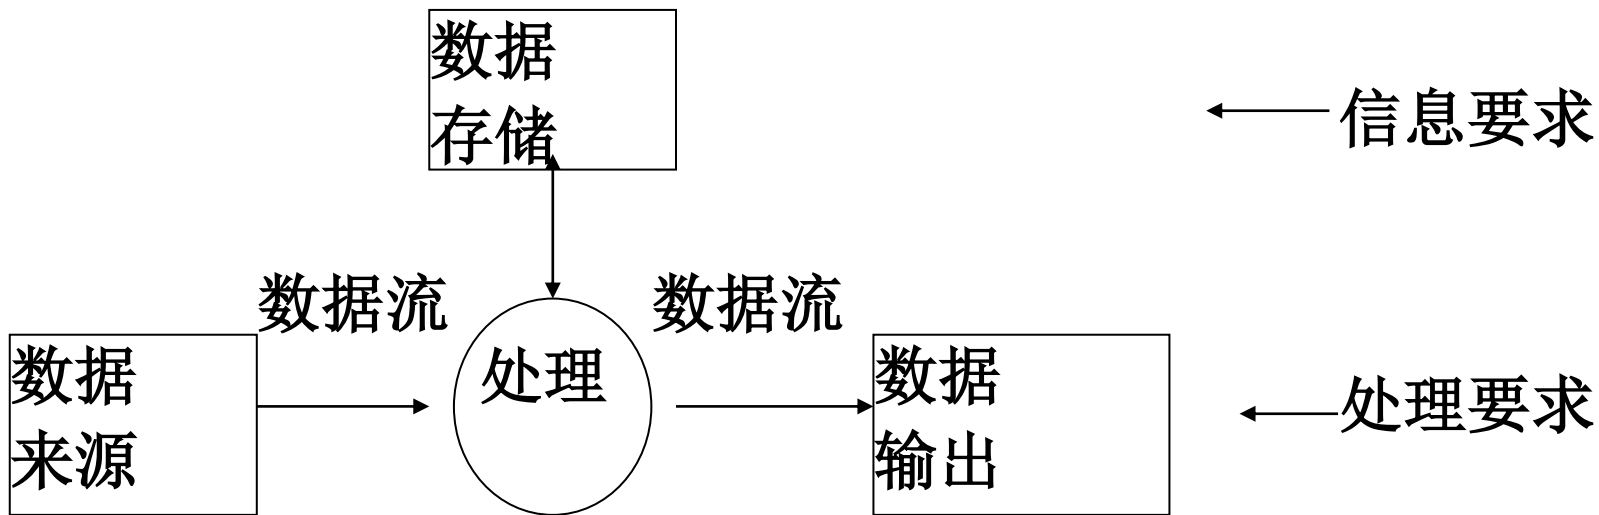 数据
存储
信息要求
数据流
数据流
数据
来源
处理
数据
输出
处理要求